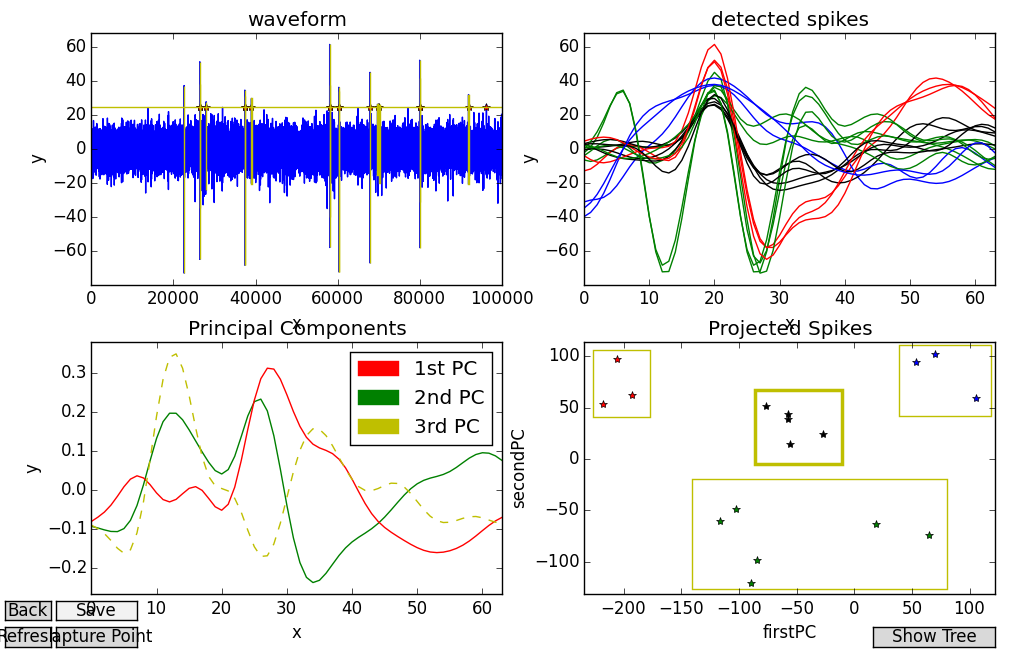 waveform
detected spikes
60
40
20
0
−20
−40
−60
y
0
20000
40000
60000
80000
100000
x
60
40
20
0
−20
−40
−60
y
0
10
20
30
40
50
60
x
Principal Components
Projected Spikes
0.3
0.2
0.1
0.0
−0.1
−0.2
y
1st PC
2nd PC
3rd PC
0
10
20
30
40
50
60
x
100
50
0
−50
−100
secondPC
−200
−150
−100
−50
0
50
100
firstPC
Back
Save
Refresh
apture Point
Show Tree